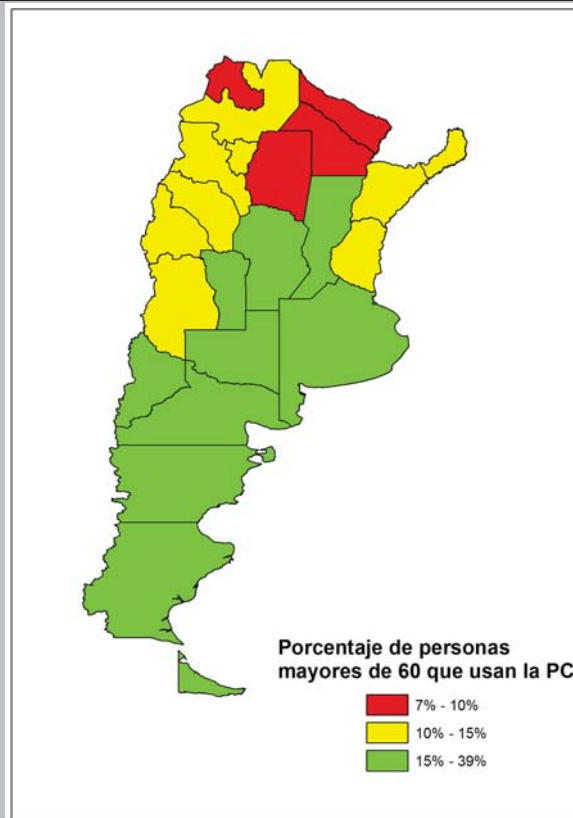 Porcentaje de personas
mayores de 60 que usan la PC
7% - 10%
10% - 15%
15% - 39%